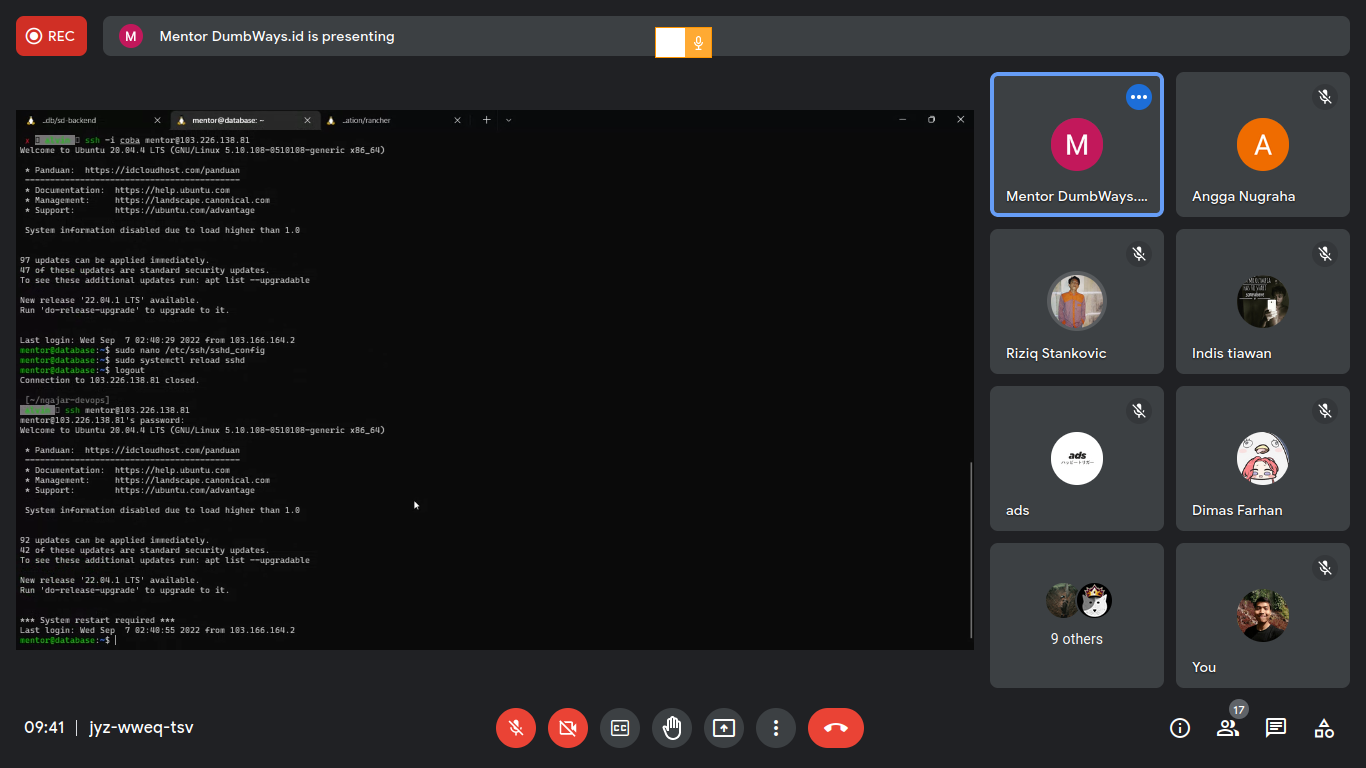 REC
M
Mentor DumbWays.id is presenting
..db/sd-backend
mentor@database: ~
..ation/rancher
ssh -i coba mentor@103.226.138.81
Welcome to Ubuntu 20.04.4 LTS (GNU/Linux 5.10.108-0510108-generic x86_64)
* Panduan: https://idcloudhost.com/panduan
===========================================
* Documentation: https://help.ubuntu.com
* Management: https://landscape.canonical.com
* Support: https://ubuntu.com/advantage
System information disabled due to load higher than 1.0
97 updates can be applied immediately.
47 of these updates are standard security updates.
To see these additional updates run: apt list --upgradable
New release '22.04.1 LTS' available.
Run 'do-release-upgrade' to upgrade to it.
Last login: Wed Sep 7 02:40:29 2022 from 103.166.164.2
mentor@database:~$ sudo nano /etc/ssh/sshd_config
mentor@database:~$ sudo systemctl reload sshd
mentor@database:~$ logout
Connection to 103.226.138.81 closed.
[~/ngajar-devops]
ssh mentor@103.226.138.81
mentor@103.226.138.81's password:
Welcome to Ubuntu 20.04.4 LTS (GNU/Linux 5.10.108-0510108-generic x86_64)
* Panduan: https://idcloudhost.com/panduan
===========================================
* Documentation: https://help.ubuntu.com
* Management: https://landscape.canonical.com
* Support: https://ubuntu.com/advantage
System information disabled due to load higher than 1.0
92 updates can be applied immediately.
42 of these updates are standard security updates.
To see these additional updates run: apt list --upgradable
New release '22.04.1 LTS' available.
Run 'do-release-upgrade' to upgrade to it.
*** System restart required ***
Last login: Wed Sep 7 02:40:55 2022 from 103.166.164.2
mentor@database:~$
M
Mentor DumbWays....
A
Angga Nugraha
Riziq Stankovic
Indis tiawan
ads
ads
Dimas Farhan
9 others
You
09:41 | jyz-wweq-tsv
CC
17